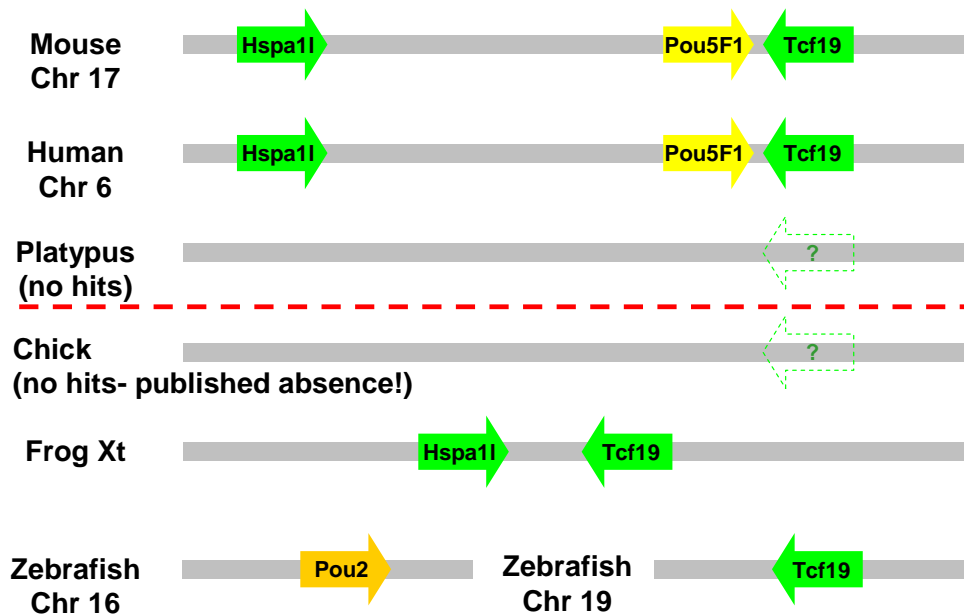 Mouse
Chr 17
Hspa1l
Pou5F1
Tcf19
Human
Chr 6
Hspa1l
Pou5F1
Tcf19
Platypus
(no hits)
?
Chick
(no hits- published absence!)
?
Frog Xt
Hspa1l
Tcf19
Zebrafish
Chr 16
Pou2
Zebrafish
Chr 19
Tcf19